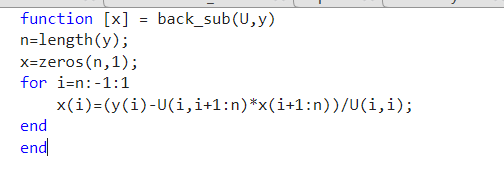 function [x] = back_sub(U,y)
n=length(y);
x=zeros(n,1);
for i=n:-1:1
    x(i)=(y(i)-U(i,i+1:n)*x(i+1:n))/U(i,i);
end
end